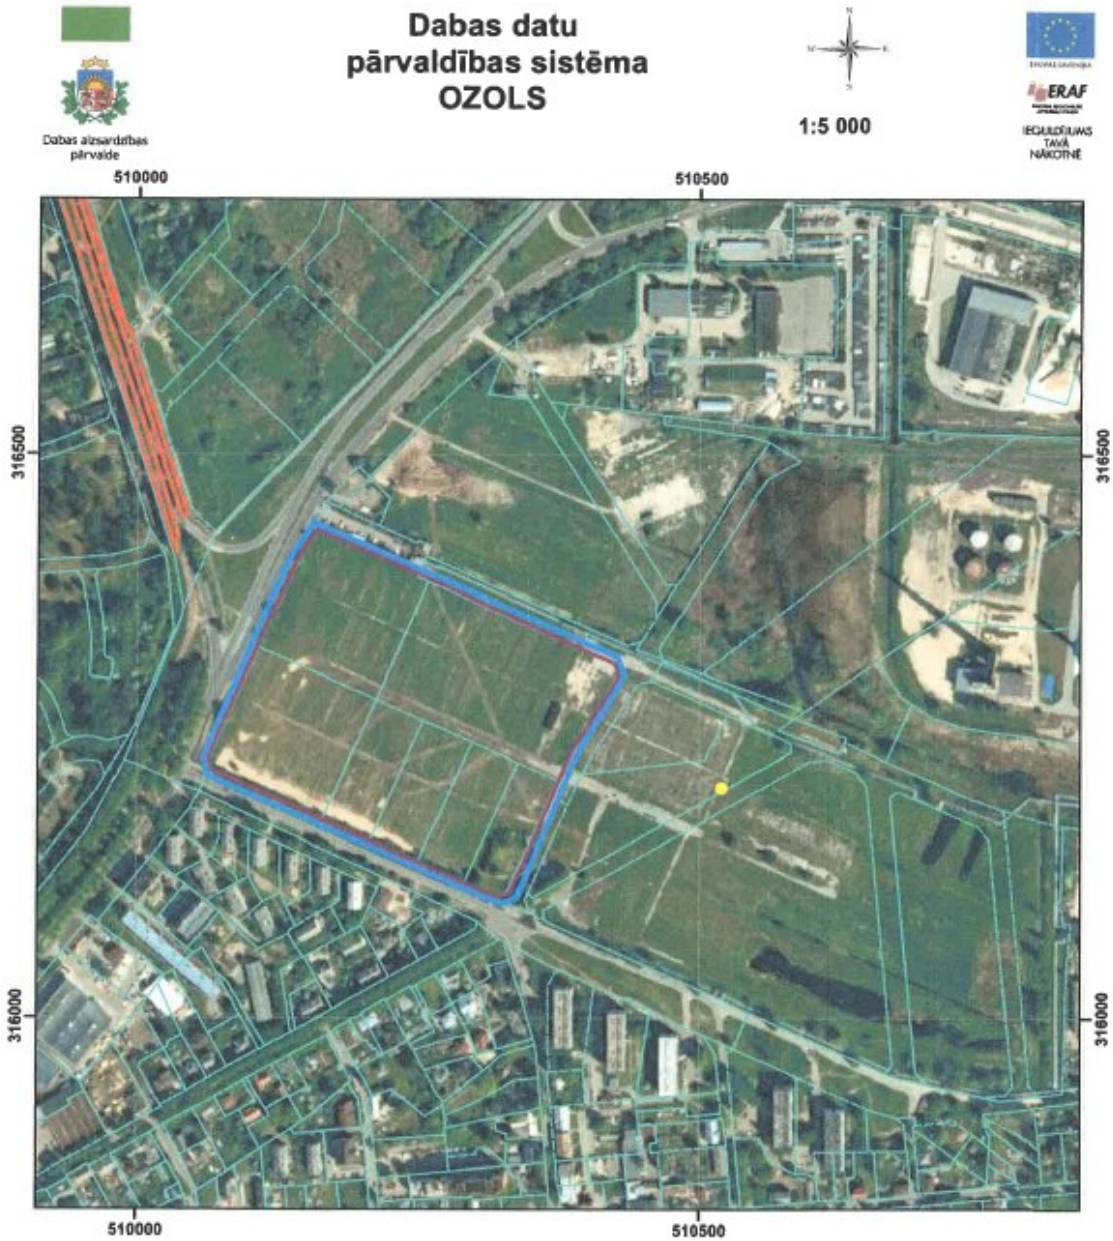 Dabas datu
pārvaldības sistēma
OZOLS
Dabas aizsardzības
pārvalde
N
S
1:5 000
ERAF
IEGULDĪJUMS
TAVĀ
NĀKOTNĒ
510000
510500
316500
316500
316000
316000
510000
510500